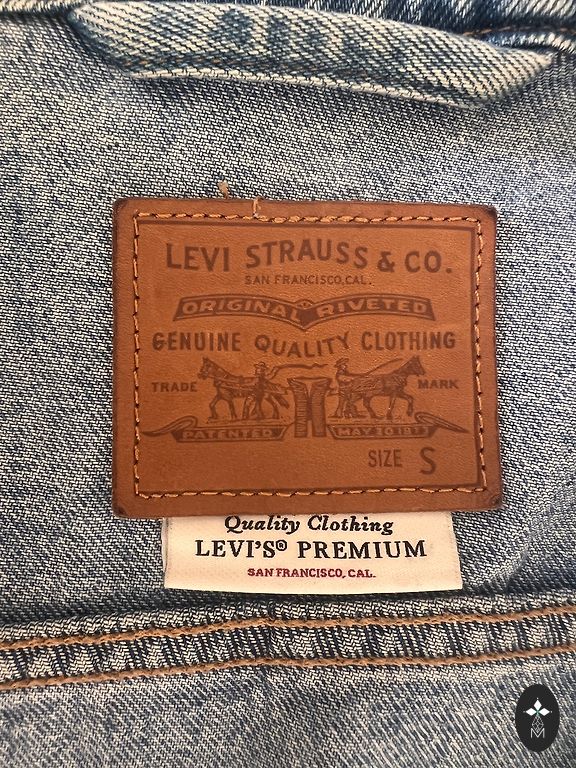 LEVI STRAUSS & CO.
SAN FRANCISCO, CAL.
ORIGINAL RIVETED
GENUINE QUALITY CLOTHING
TRADE MARK
PATENTED MAY 20 1873
SIZE S
Quality Clothing
LEVI'S® PREMIUM
SAN FRANCISCO, CAL.
M